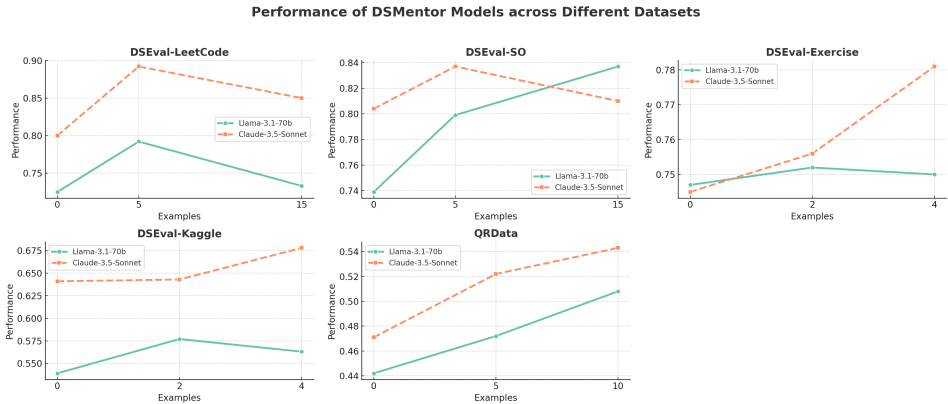 Performance of DSMentor Models across Different Datasets
DSEval-LeetCode
0.90
0.85
0.80
0.75
Performance
Llama-3.1-70b
Claude-3.5-Sonnet
0
5
15
Examples
DSEval-SO
0.84
0.82
0.80
0.78
0.76
0.74
Performance
Llama-3.1-70b
Claude-3.5-Sonnet
0
5
15
Examples
DSEval-Exercise
0.78
0.77
0.76
0.75
Performance
Llama-3.1-70b
Claude-3.5-Sonnet
0
2
4
Examples
DSEval-Kaggle
0.675
0.650
0.625
0.600
0.575
0.550
Performance
Llama-3.1-70b
Claude-3.5-Sonnet
0
2
4
Examples
QRData
0.54
0.52
0.50
0.48
0.46
0.44
Performance
Llama-3.1-70b
Claude-3.5-Sonnet
0
5
10
Examples